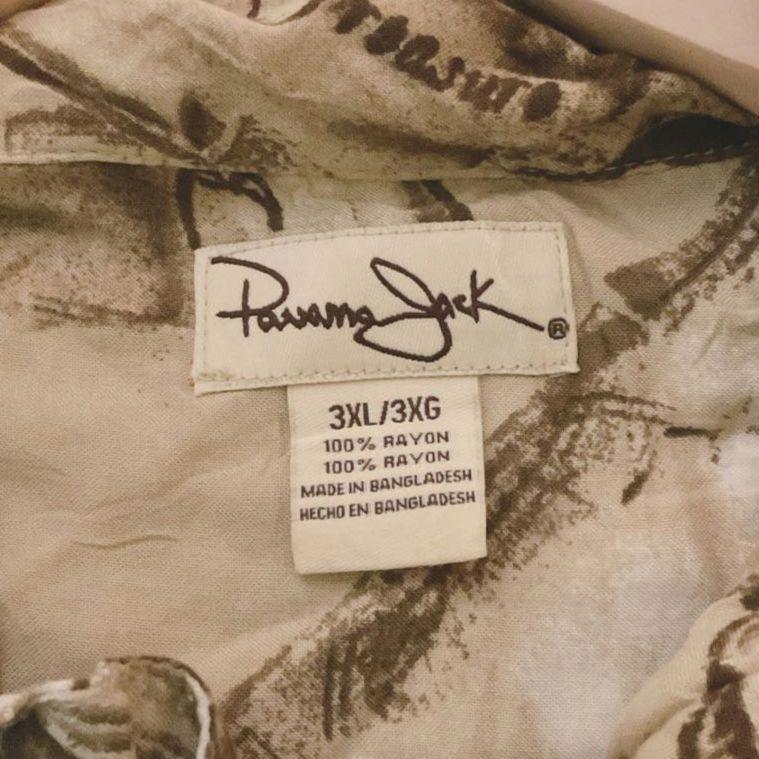 Panama Jack ®
3XL/3XG
100% RAYON
100% RAYON
MADE IN BANGLADESH
HECHO EN BANGLADESH